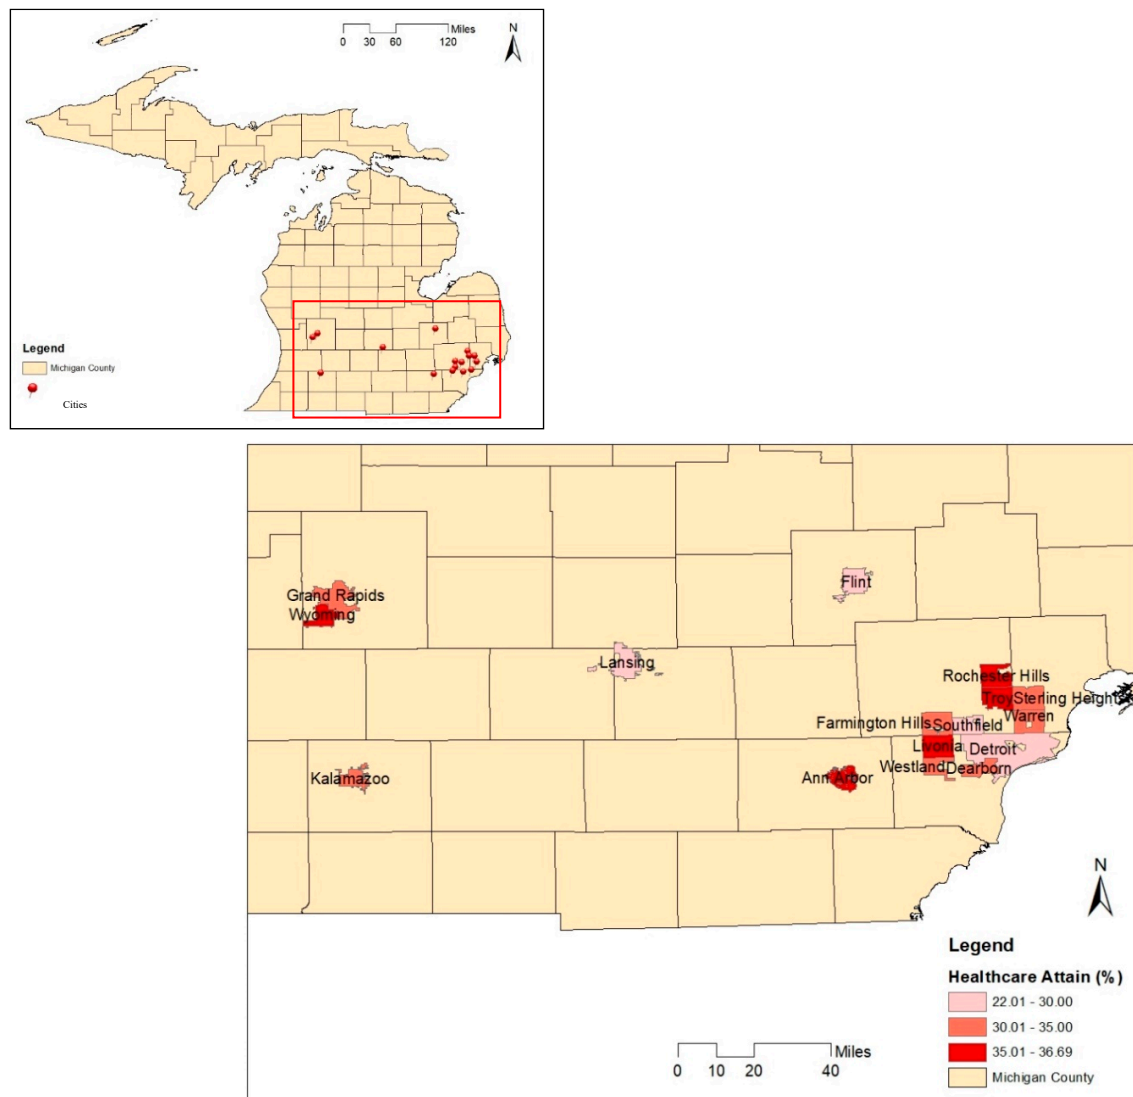 Miles
N
0 30 60 120
Legend
Michigan County
Cities
Flint
Grand Rapids
Wyoming
Lansing
Rochester Hills
Troy Sterling Heights
Farmington Hills Southfield Warren
Livonia Detroit
Westland Dearborn
Kalamazoo
Ann Arbor
N
Legend
Healthcare Attain (%)
22.01 - 30.00
30.01 - 35.00
35.01 - 36.69
Michigan County
Miles
0 10 20 40